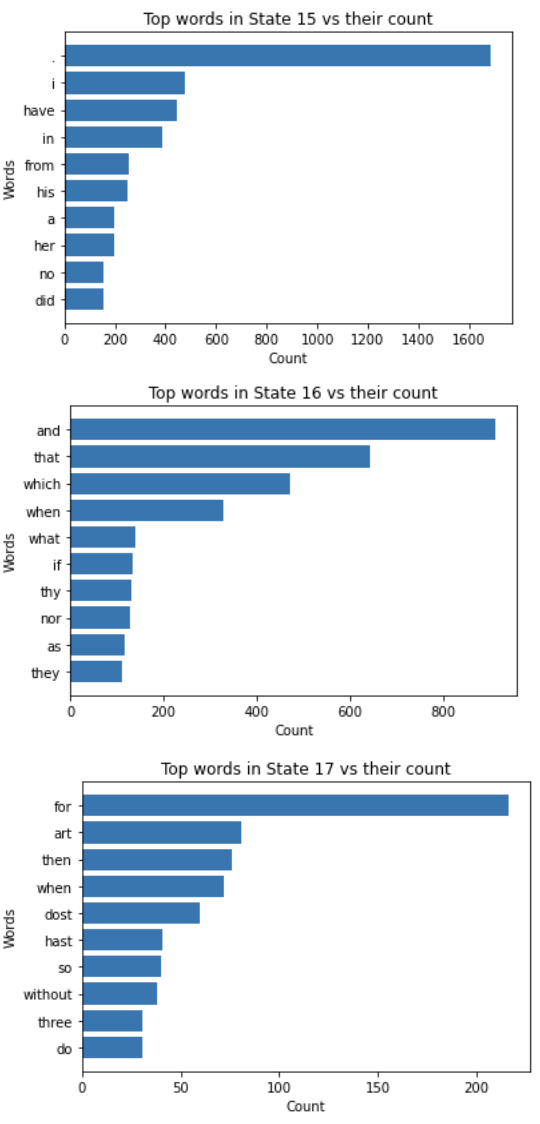 Top words in State 15 vs their count
.
i
have
in
from
his
a
her
no
did
Words
0 200 400 600 800 1000 1200 1400 1600
Count
Top words in State 16 vs their count
and
that
which
when
what
if
thy
nor
as
they
Words
0 200 400 600 800
Count
Top words in State 17 vs their count
for
art
then
when
dost
hast
so
without
three
do
Words
0 50 100 150 200
Count